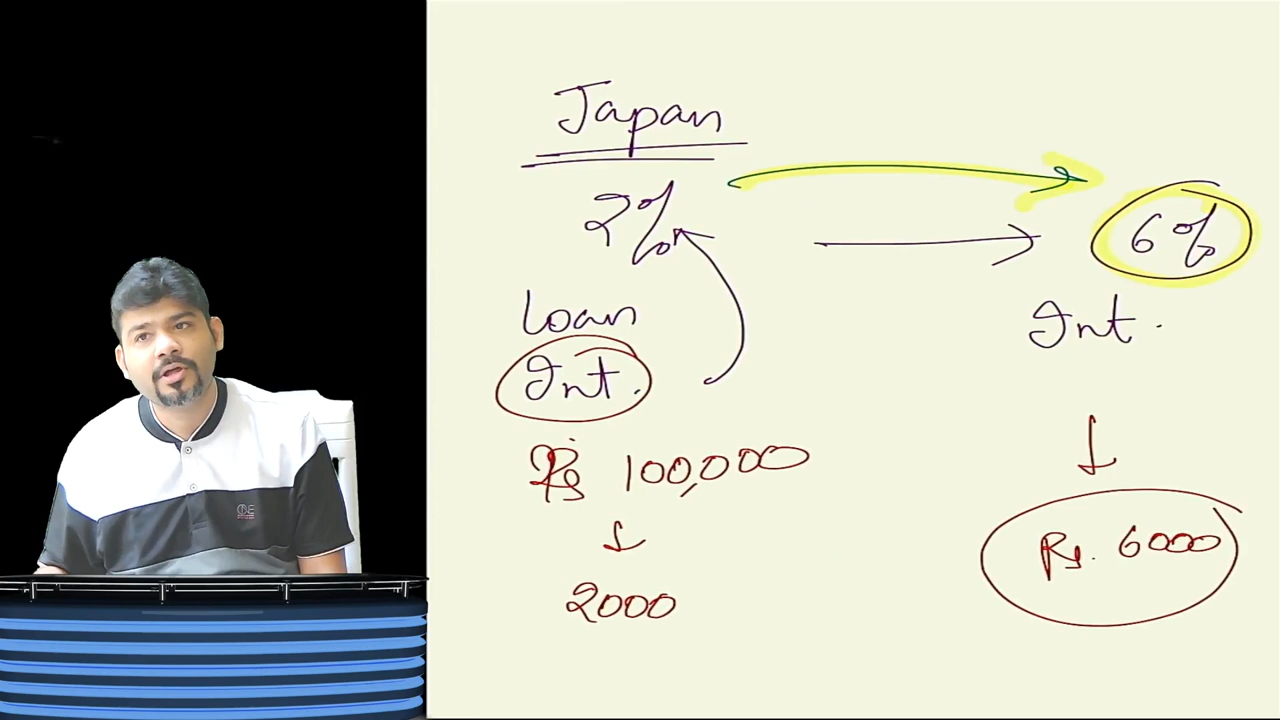 Japan
2%
6%
Loan
Int.
Int.
Rs 100,000
Rs. 6000
2000